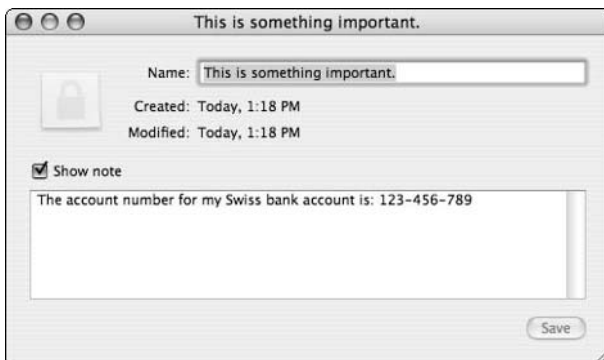 This is something important.
Name: This is something important.
Created: Today, 1:18 PM
Modified: Today, 1:18 PM
Show note
The account number for my Swiss bank account is: 123-456-789
Save